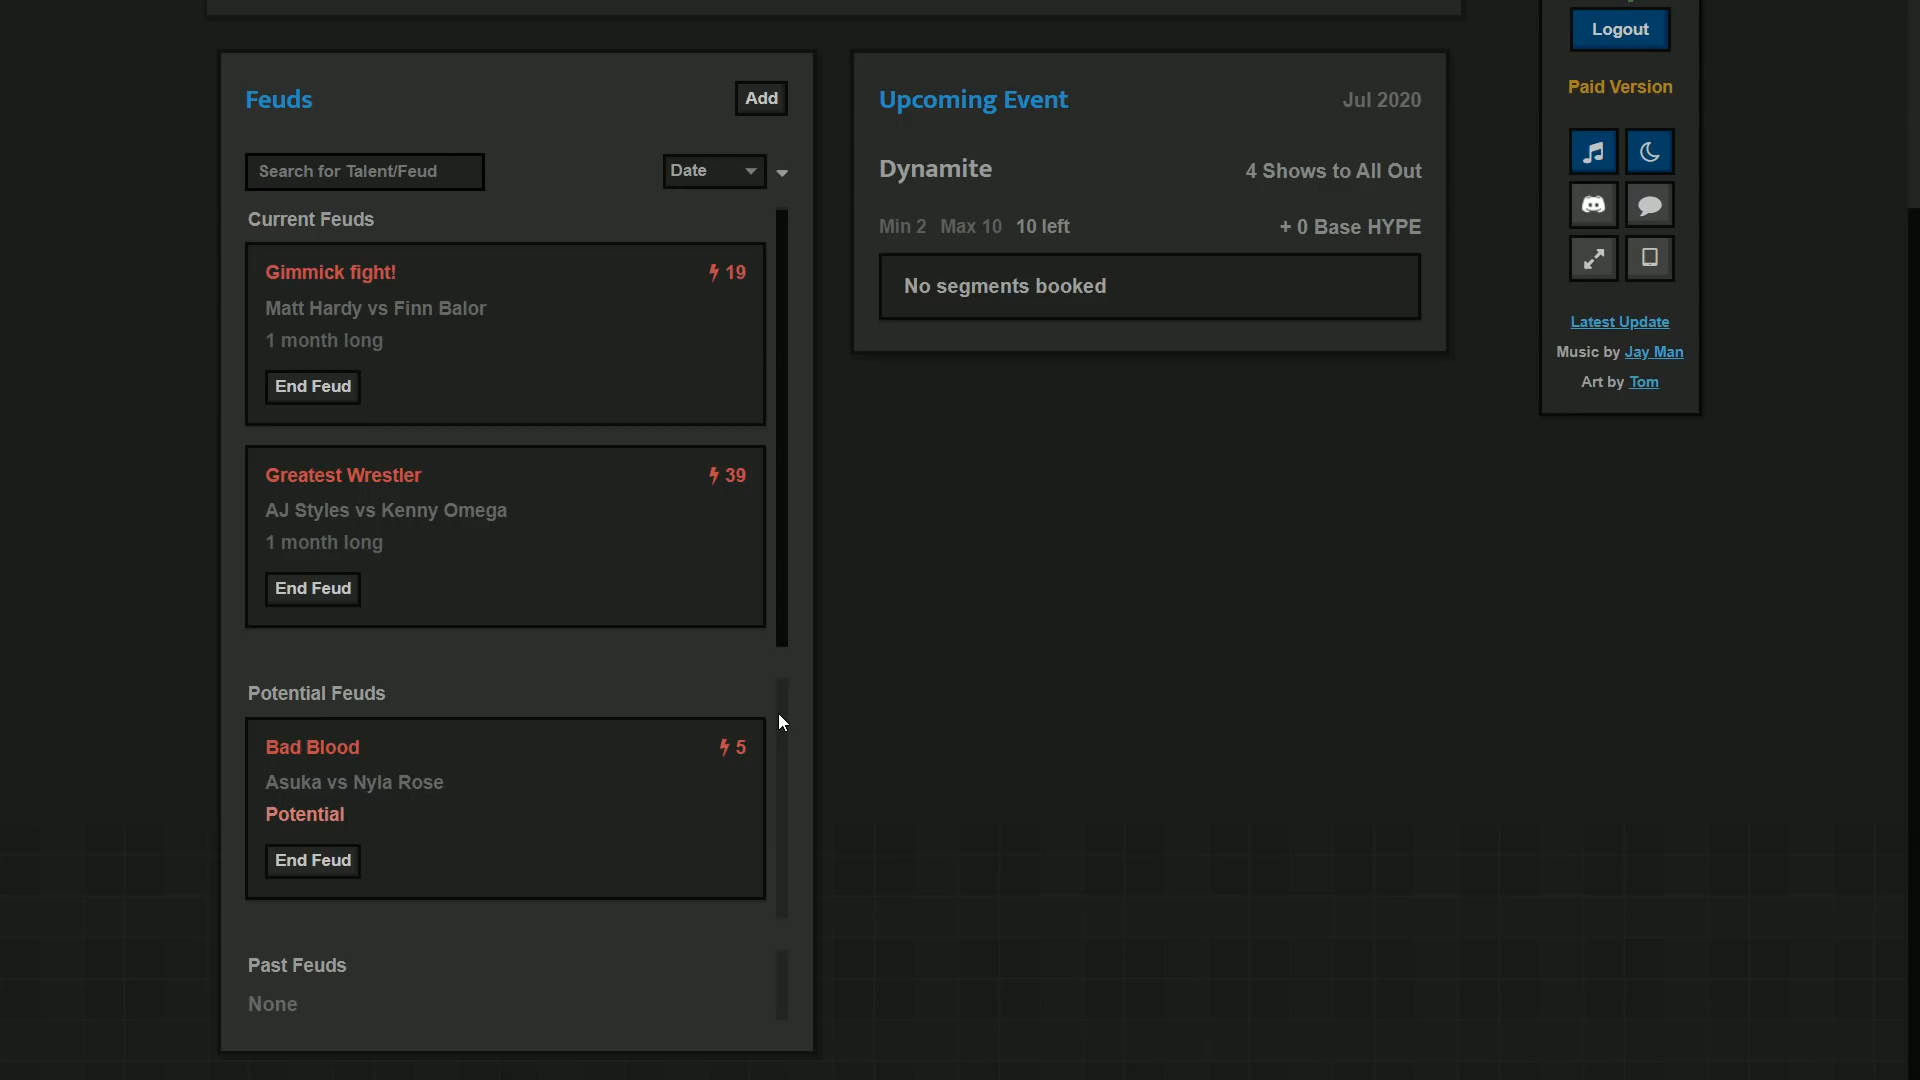 Logout
Paid Version
Feuds
Add
Search for Talent/Feud
Date
Current Feuds
Gimmick fight!
19
Matt Hardy vs Finn Balor
1 month long
End Feud
Greatest Wrestler
39
AJ Styles vs Kenny Omega
1 month long
End Feud
Potential Feuds
Bad Blood
5
Asuka vs Nyla Rose
Potential
End Feud
Past Feuds
None
Upcoming Event
Jul 2020
Dynamite
4 Shows to All Out
Min 2 Max 10 10 left
+ 0 Base HYPE
No segments booked
Latest Update
Music by Jay Man
Art by Tom